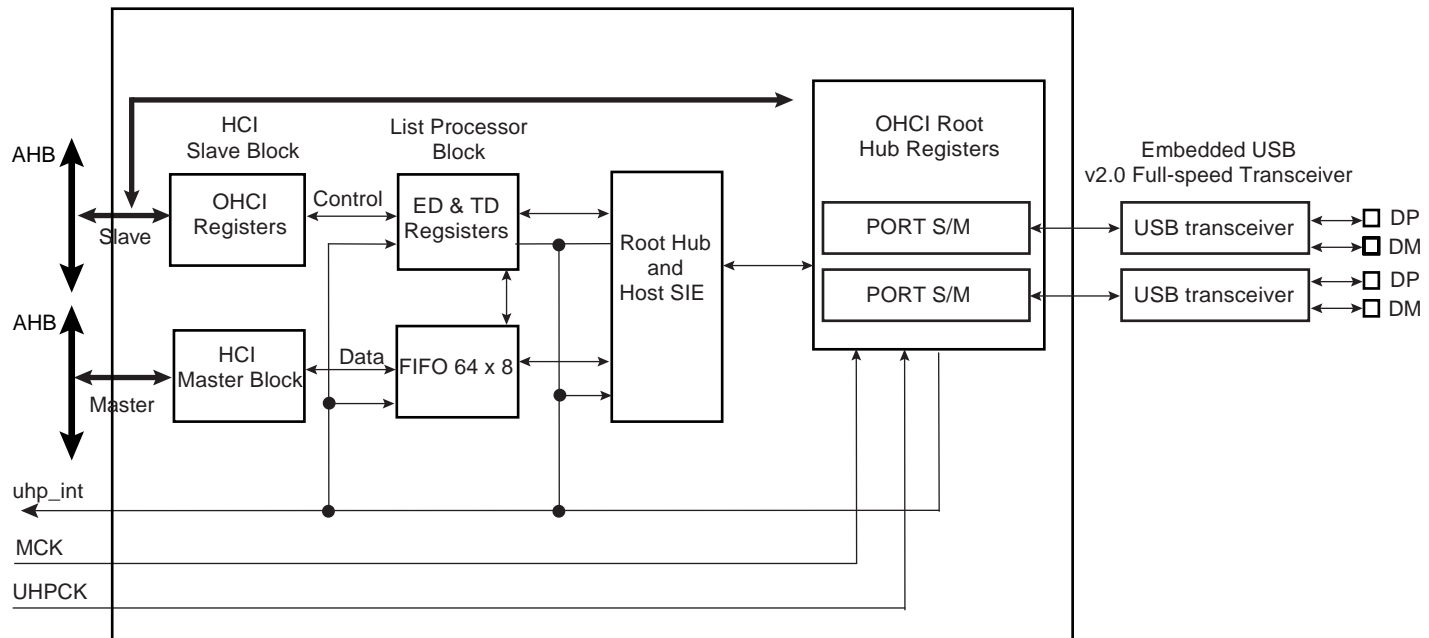 HCI
Slave Block
List Processor
Block
OHCI Root
Hub Registers
Embedded USB
v2.0 Full-speed Transceiver
AHB
Slave
OHCI
Registers
Control
ED & TD
Regsisters
Root Hub
and
Host SIE
PORT S/M
USB transceiver
DP
DM
PORT S/M
USB transceiver
DP
DM
AHB
Master
HCI
Master Block
Data
FIFO 64 x 8
uhp_int
MCK
UHPCK